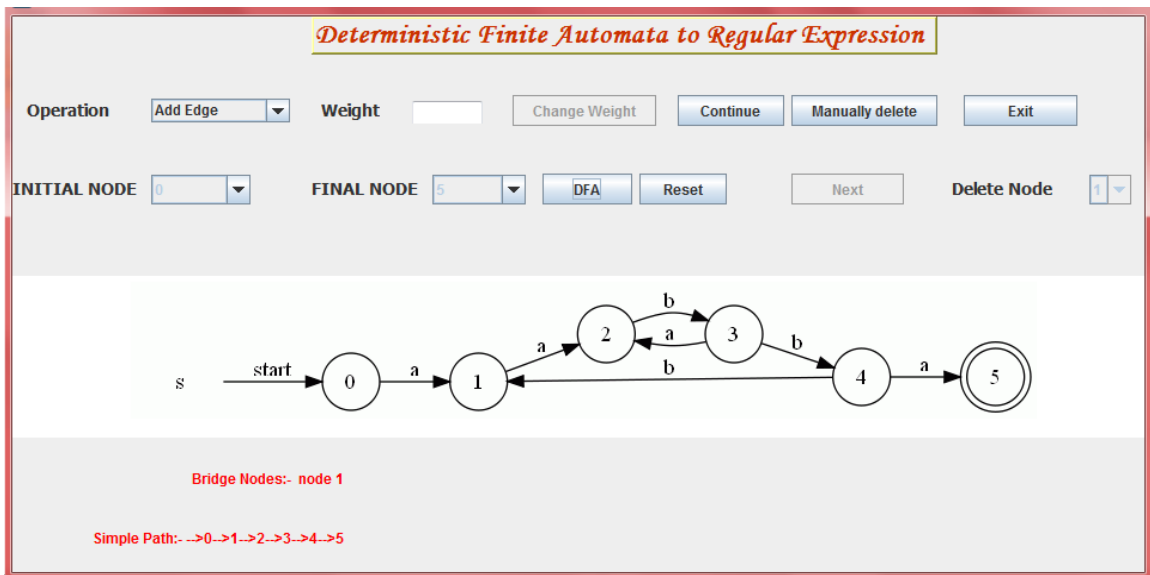 Deterministic Finite Automata to Regular Expression
Operation Add Edge Weight Change Weight Continue Manually delete Exit
INITIAL NODE 0 FINAL NODE 5 DFA Reset Next Delete Node 1
b
2 a 3
a b
s start 0 a 1 b 4 a 5
Bridge Nodes:- node 1
Simple Path:- -->0-->1-->2-->3-->4-->5